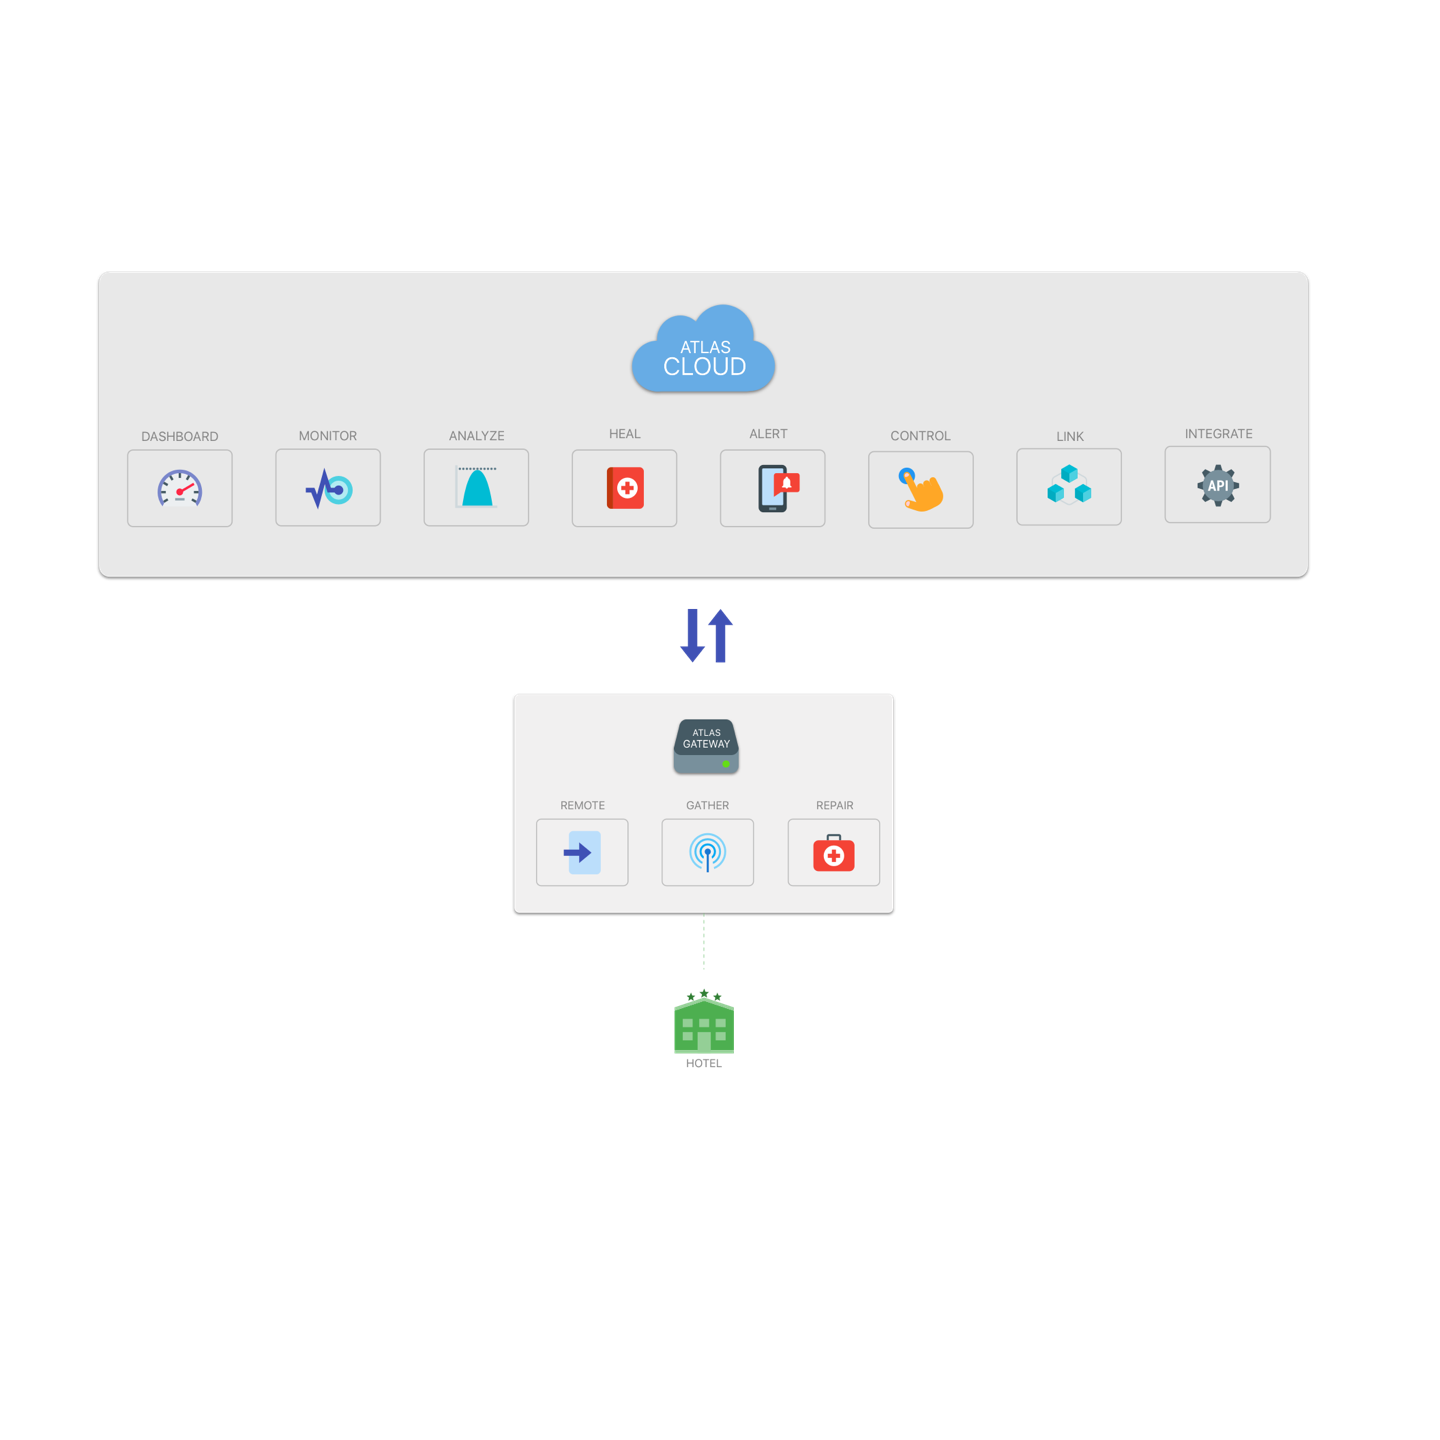 ATLAS
CLOUD
DASHBOARD
MONITOR
ANALYZE
HEAL
ALERT
CONTROL
LINK
INTEGRATE
API
ATLAS
GATEWAY
REMOTE
GATHER
REPAIR
HOTEL